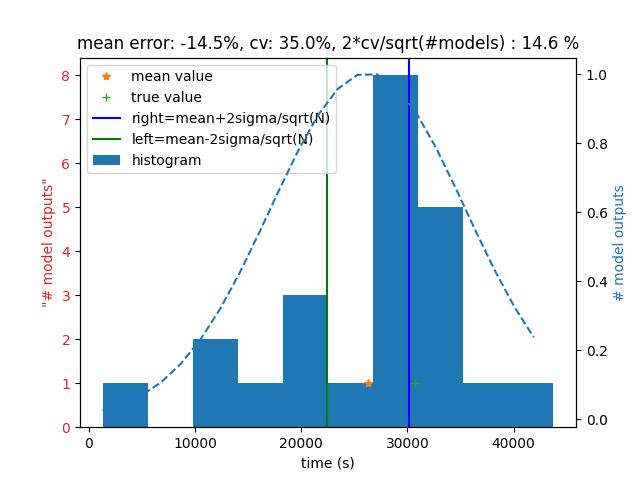 mean error: -14.5%, cv: 35.0%, 2*cv/sqrt(#models) : 14.6 %
mean value
true value
right=mean+2sigma/sqrt(N)
left=mean-2sigma/sqrt(N)
histogram
"# model outputs"
8
7
6
5
4
3
2
1
0
1.0
0.8
0.6
0.4
0.2
0.0
# model outputs
0
10000
20000
30000
40000
time (s)